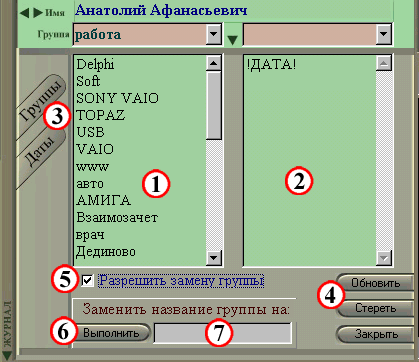 Имя Анатолий Афанасьевич
Группа работа
Группы
Даты
3
Delphi
Soft
SONY VAIO
TOPAZ
USB
VAIO
www
авто
АМИГА
Взаимозачет
врач
Дединово
1
!ДАТА!
2
5 Разрешить замену группы
Заменить название группы на:
6 Выполнить 7
4
Обновить
Стереть
Закрыть
ЖУРНАЛ